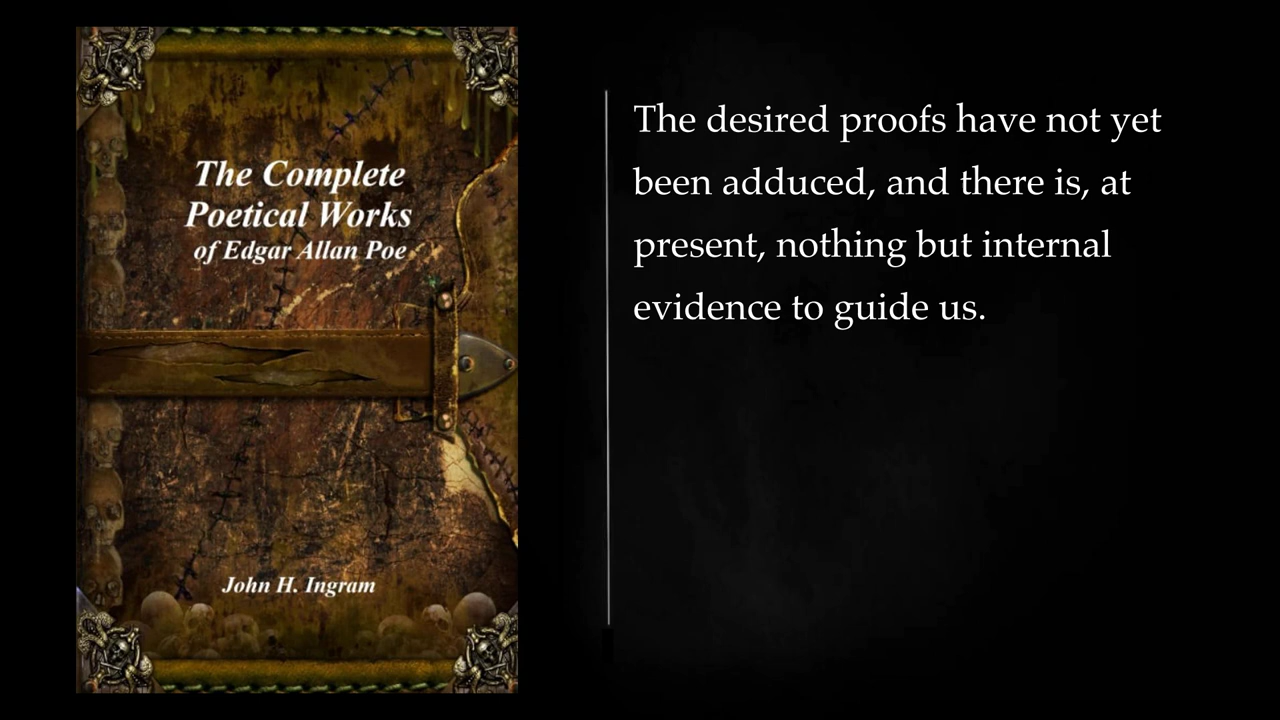 The Complete
Poetical Works
of Edgar Allan Poe
John H. Ingram
The desired proofs have not yet
been adduced, and there is, at
present, nothing but internal
evidence to guide us.